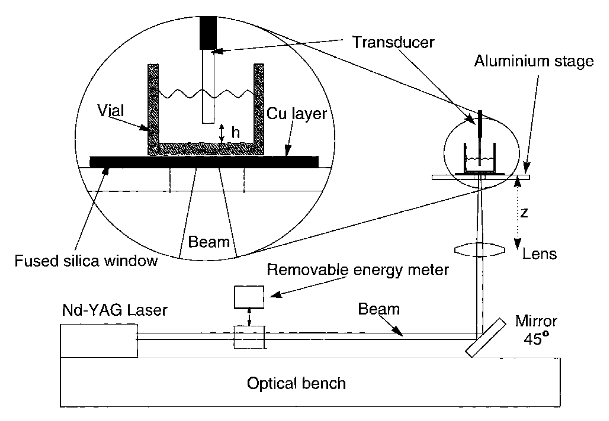 Transducer
Aluminium stage
Vial
h
Cu layer
z
Beam
Fused silica window
Lens
Removable energy meter
Nd-YAG Laser
Beam
Mirror
45°
Optical bench